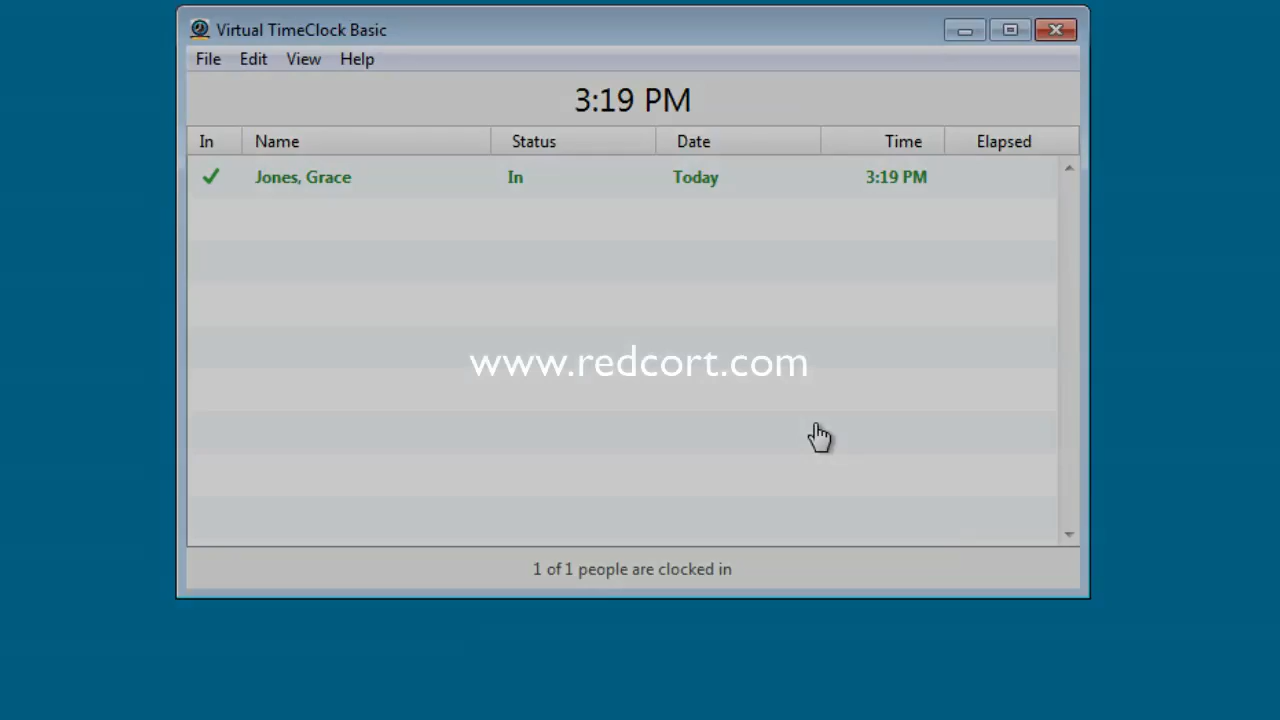 Virtual TimeClock Basic
File Edit View Help
3:19 PM
In Name Status Date Time Elapsed
Jones, Grace In Today 3:19 PM
www.redcort.com
1 of 1 people are clocked in